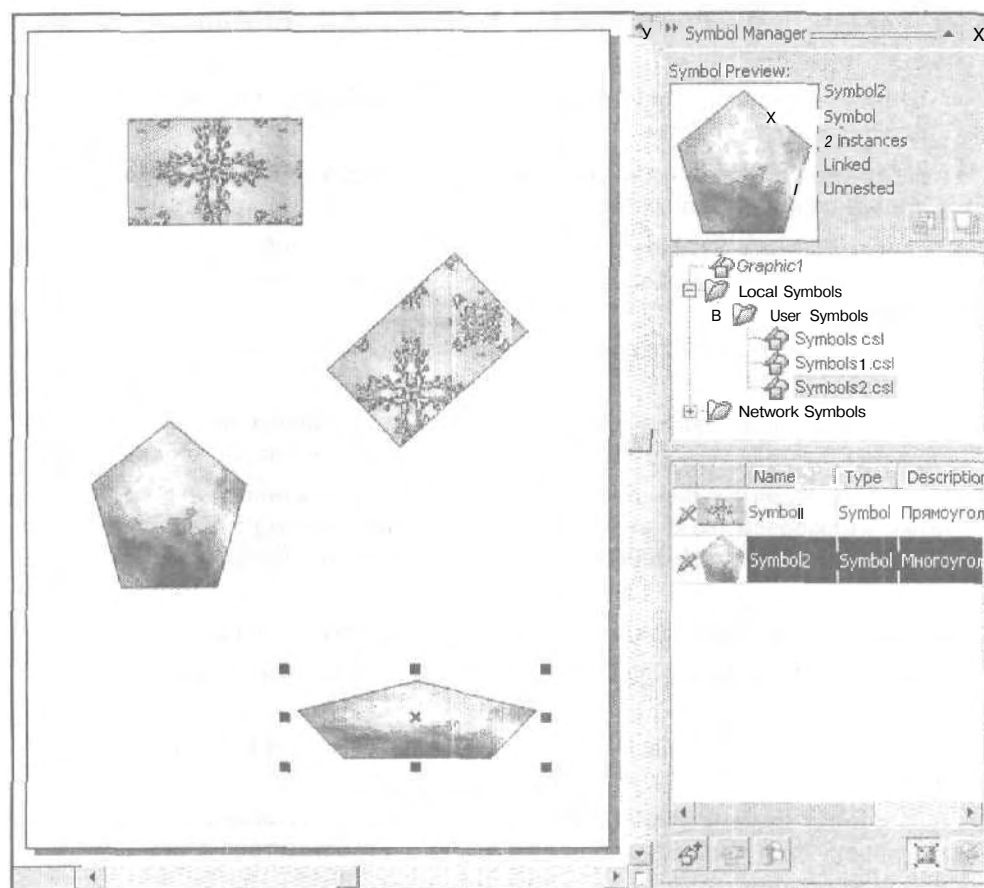 Symbol Manager
Symbol Preview:
Symbol2
Symbol
2 instances
Linked
Unnested
Graphic1
Local Symbols
User Symbols
Symbols csl
Symbols1.csl
Symbols2.csl
Network Symbols
Name Type Description
Symbol Прямоугол
Symbol2 Symbol Многоугол